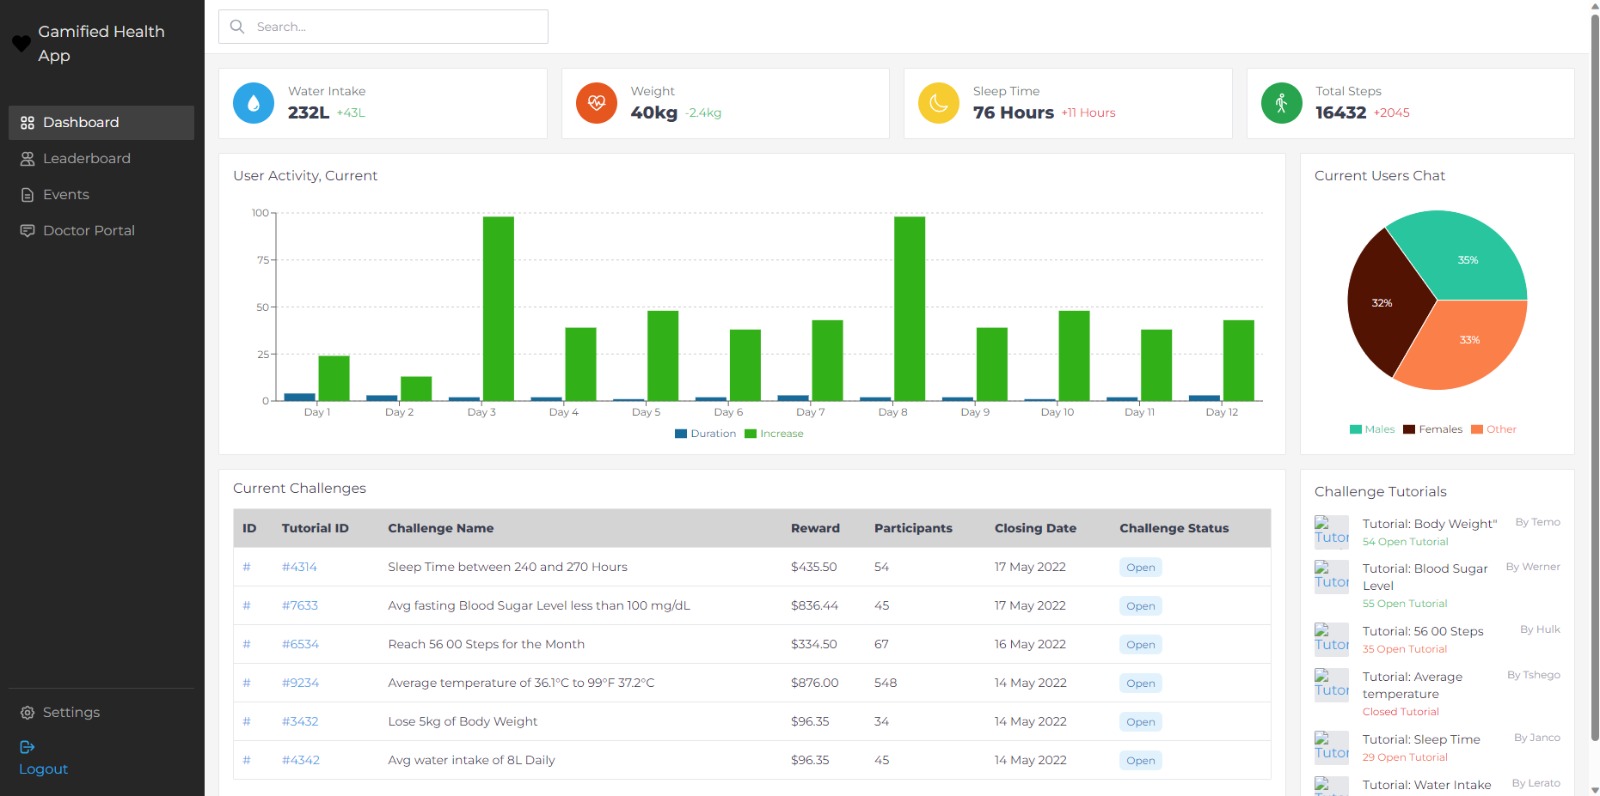 Gamified Health
App
Dashboard
Leaderboard
Events
Doctor Portal
Settings
Logout
Search...
Water Intake
232L +43L
Weight
40kg -2.4kg
Sleep Time
76 Hours +11 Hours
Total Steps
16432 +2045
User Activity, Current
100
75
50
25
0
Day 1 Day 2 Day 3 Day 4 Day 5 Day 6 Day 7 Day 8 Day 9 Day 10 Day 11 Day 12
Duration Increase
Current Users Chat
35%
32%
33%
Males Females Other
Current Challenges
ID Tutorial ID Challenge Name Reward Participants Closing Date Challenge Status
# #4314 Sleep Time between 240 and 270 Hours $435.50 54 17 May 2022 Open
# #7633 Avg fasting Blood Sugar Level less than 100 mg/dL $836.44 45 17 May 2022 Open
# #6534 Reach 56 00 Steps for the Month $334.50 67 16 May 2022 Open
# #9234 Average temperature of 36.1°C to 99°F 37.2°C $876.00 548 14 May 2022 Open
# #3432 Lose 5kg of Body Weight $96.35 34 14 May 2022 Open
# #4342 Avg water intake of 8L Daily $96.35 45 14 May 2022 Open
Challenge Tutorials
Tutor Tutorial: Body Weight" By Temo
54 Open Tutorial
Tutor Tutorial: Blood Sugar By Werner
Level
55 Open Tutorial
Tutor Tutorial: 56 00 Steps By Hulk
35 Open Tutorial
Tutor Tutorial: Average By Tshego
temperature
Closed Tutorial
Tutor Tutorial: Sleep Time By Janco
29 Open Tutorial
Tutorial: Water Intake By Lerato